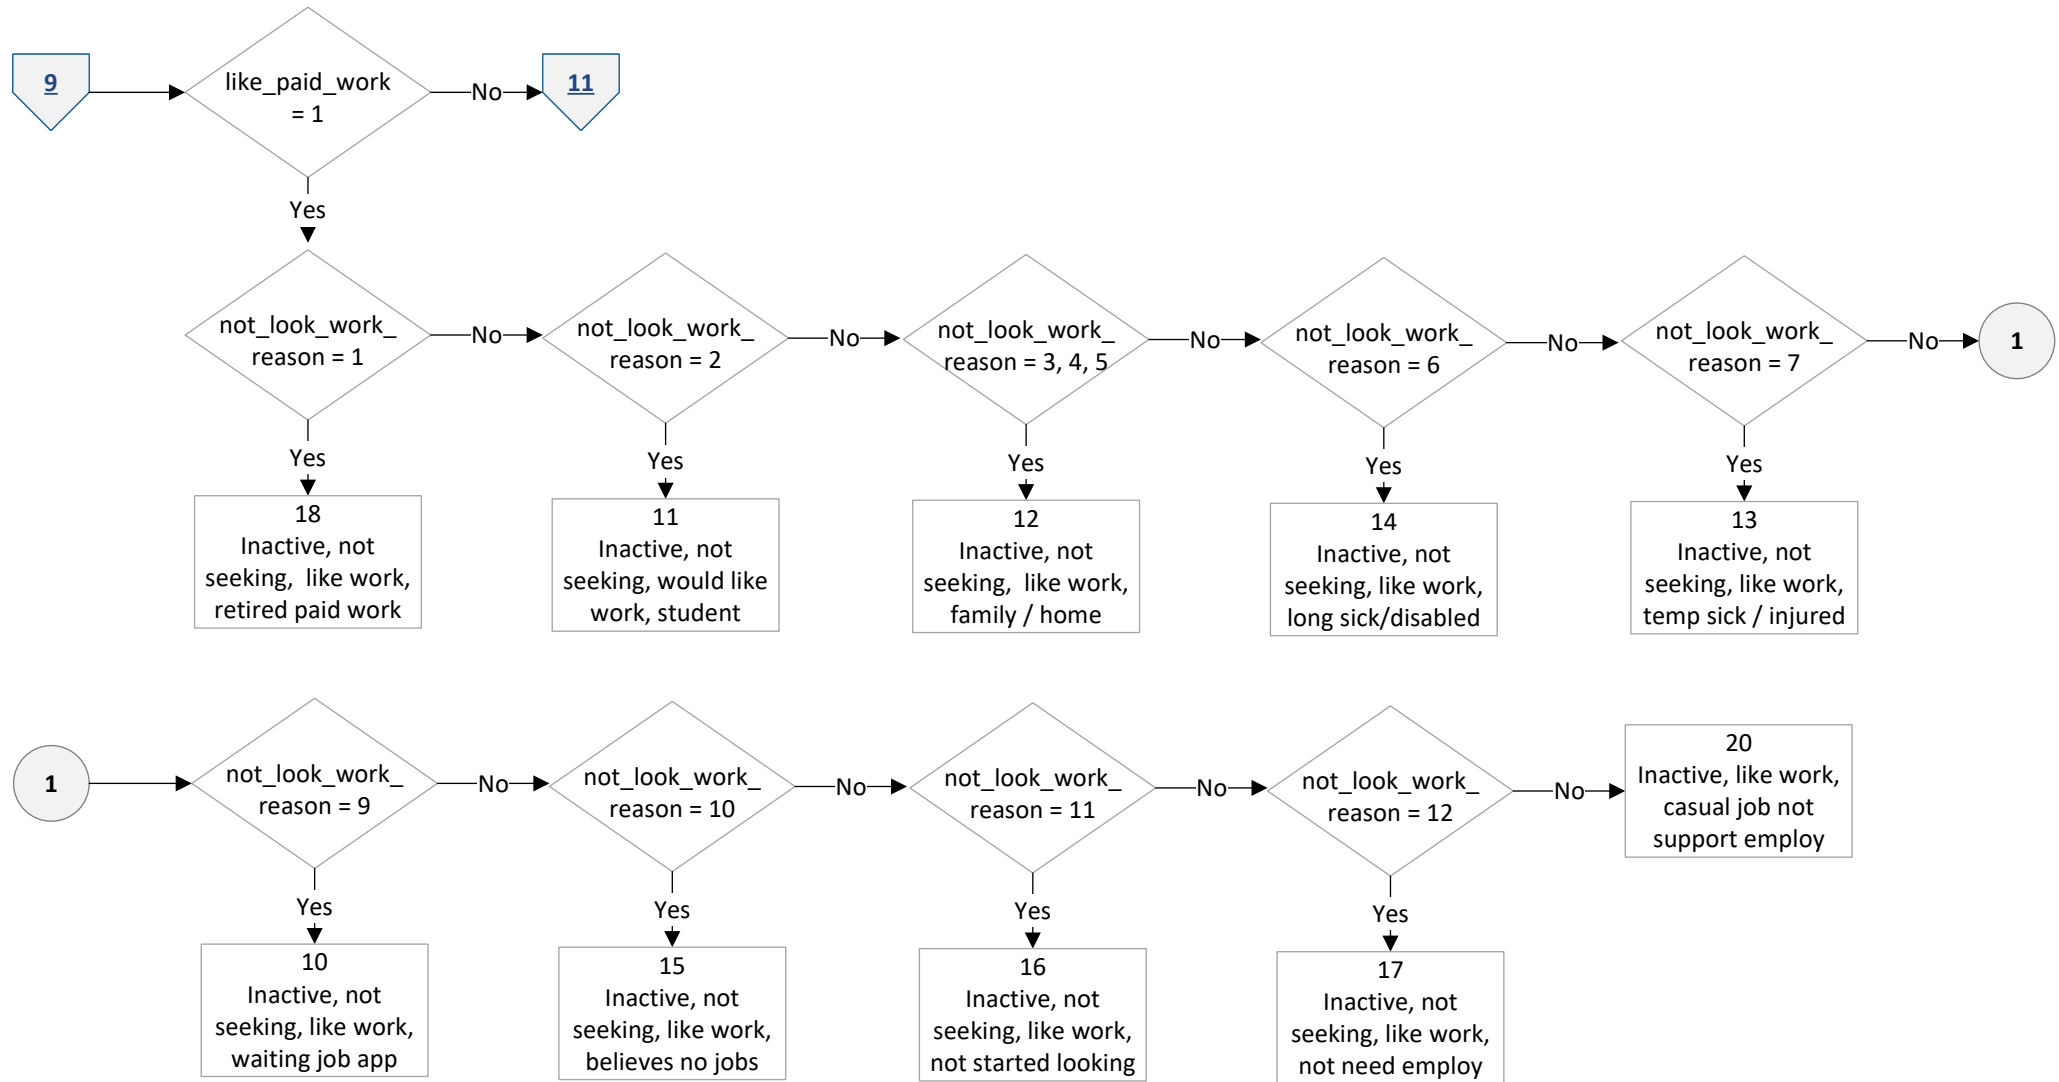 9
like_paid_work
= 1
No
11
Yes
not_look_work_
reason = 1
No
not_look_work_
reason = 2
No
not_look_work_
reason = 3, 4, 5
No
not_look_work_
reason = 6
No
not_look_work_
reason = 7
No
1
Yes
Yes
Yes
Yes
Yes
18
Inactive, not
seeking,  like work,
retired paid work
11
Inactive, not
seeking, would like
work, student
12
Inactive, not
seeking,  like work,
family / home
14
Inactive, not
seeking, like work,
long sick/disabled
13
Inactive, not
seeking, like work,
temp sick / injured
1
not_look_work_
reason = 9
No
not_look_work_
reason = 10
No
not_look_work_
reason = 11
No
not_look_work_
reason = 12
No
20
Inactive, like work,
casual job not
support employ
Yes
Yes
Yes
Yes
10
Inactive, not
seeking, like work,
waiting job app
15
Inactive, not
seeking, like work,
believes no jobs
16
Inactive, not
seeking, like work,
not started looking
17
Inactive, not
seeking, like work,
not need employ